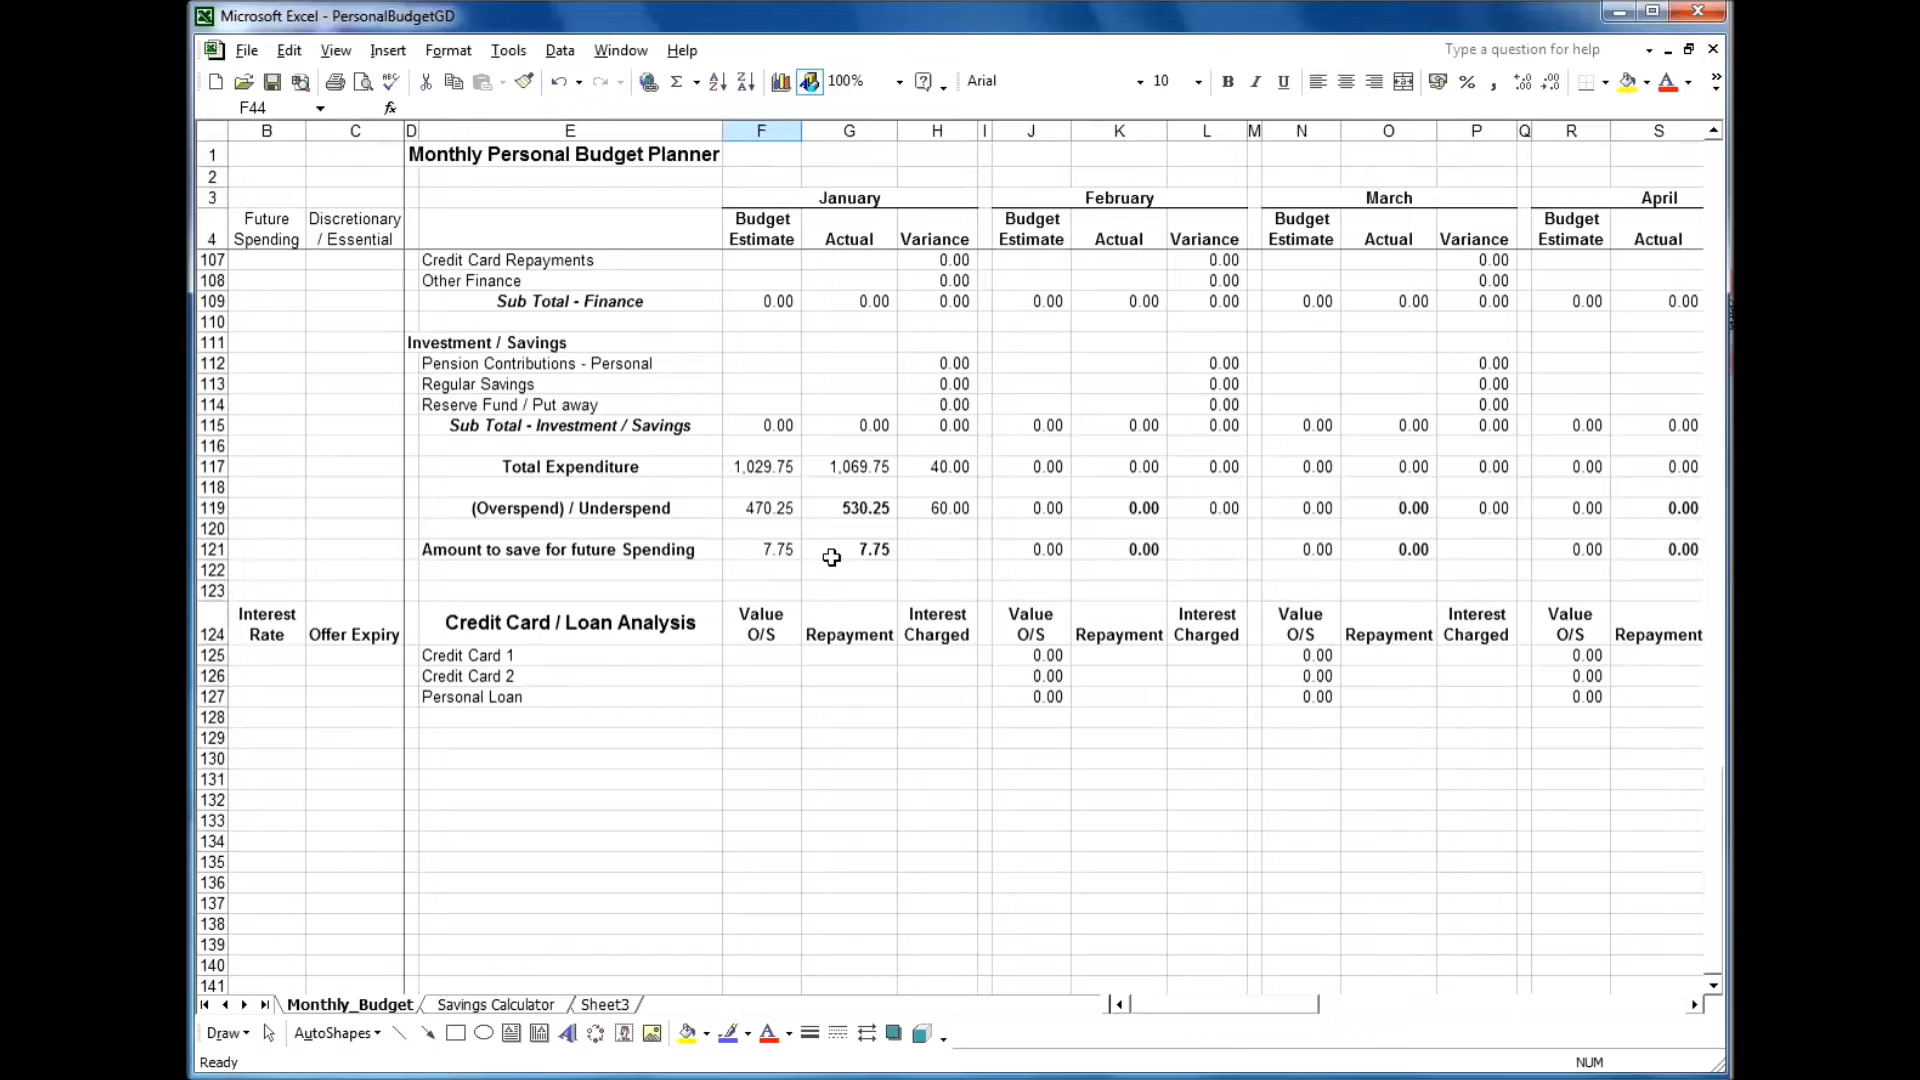 Microsoft Excel - PersonalBudgetGD
File Edit View Insert Format Tools Data Window Help Type a question for help
100% Arial 10 B I U
F44 fx
B C D E F G H I J K L M N O P Q R S
1 Monthly Personal Budget Planner
2
3 January February March April
Future Discretionary Budget Budget Budget Budget
4 Spending / Essential Estimate Actual Variance Estimate Actual Variance Estimate Actual Variance Estimate Actual
107 Credit Card Repayments 0.00 0.00 0.00
108 Other Finance 0.00 0.00 0.00
109 Sub Total - Finance 0.00 0.00 0.00 0.00 0.00 0.00 0.00 0.00 0.00 0.00 0.00
110
111 Investment / Savings
112 Pension Contributions - Personal 0.00 0.00 0.00
113 Regular Savings 0.00 0.00 0.00
114 Reserve Fund / Put away 0.00 0.00 0.00
115 Sub Total - Investment / Savings 0.00 0.00 0.00 0.00 0.00 0.00 0.00 0.00 0.00 0.00 0.00
116
117 Total Expenditure 1,029.75 1,069.75 40.00 0.00 0.00 0.00 0.00 0.00 0.00 0.00 0.00
118
119 (Overspend) / Underspend 470.25 530.25 60.00 0.00 0.00 0.00 0.00 0.00 0.00 0.00 0.00
120
121 Amount to save for future Spending 7.75 7.75 0.00 0.00 0.00 0.00 0.00 0.00
122
123
Interest Credit Card / Loan Analysis Value Interest Value Interest Value Interest Value
124 Rate Offer Expiry O/S Repayment Charged O/S Repayment Charged O/S Repayment Charged O/S Repayment
125 Credit Card 1 0.00 0.00 0.00
126 Credit Card 2 0.00 0.00 0.00
127 Personal Loan 0.00 0.00 0.00
128
129
130
131
132
133
134
135
136
137
138
139
140
141
Monthly_Budget Savings Calculator Sheet3
Draw AutoShapes
Ready NUM